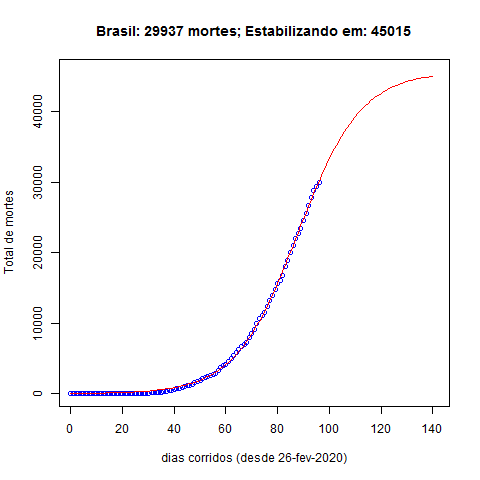 Brasil: 29937 mortes; Estabilizando em: 45015
Total de mortes
40000
30000
20000
10000
0
0 20 40 60 80 100 120 140
dias corridos (desde 26-fev-2020)